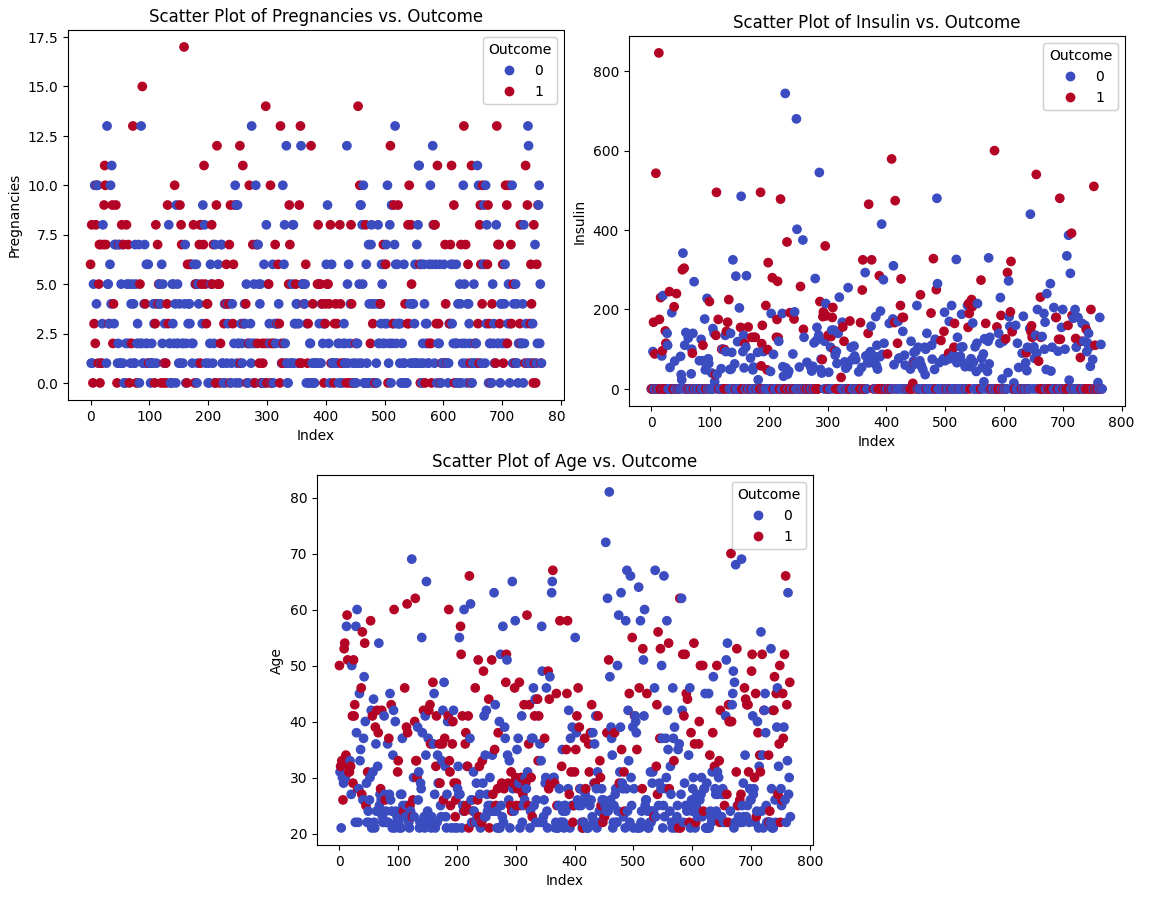 Scatter Plot of Pregnancies vs. Outcome
17.5
15.0
12.5
10.0
7.5
5.0
2.5
0.0
Pregnancies
Outcome
0
1
0 100 200 300 400 500 600 700 800
Index
Scatter Plot of Insulin vs. Outcome
800
600
400
200
0
Insulin
Outcome
0
1
0 100 200 300 400 500 600 700 800
Index
Scatter Plot of Age vs. Outcome
80
70
60
50
40
30
20
Age
Outcome
0
1
0 100 200 300 400 500 600 700 800
Index